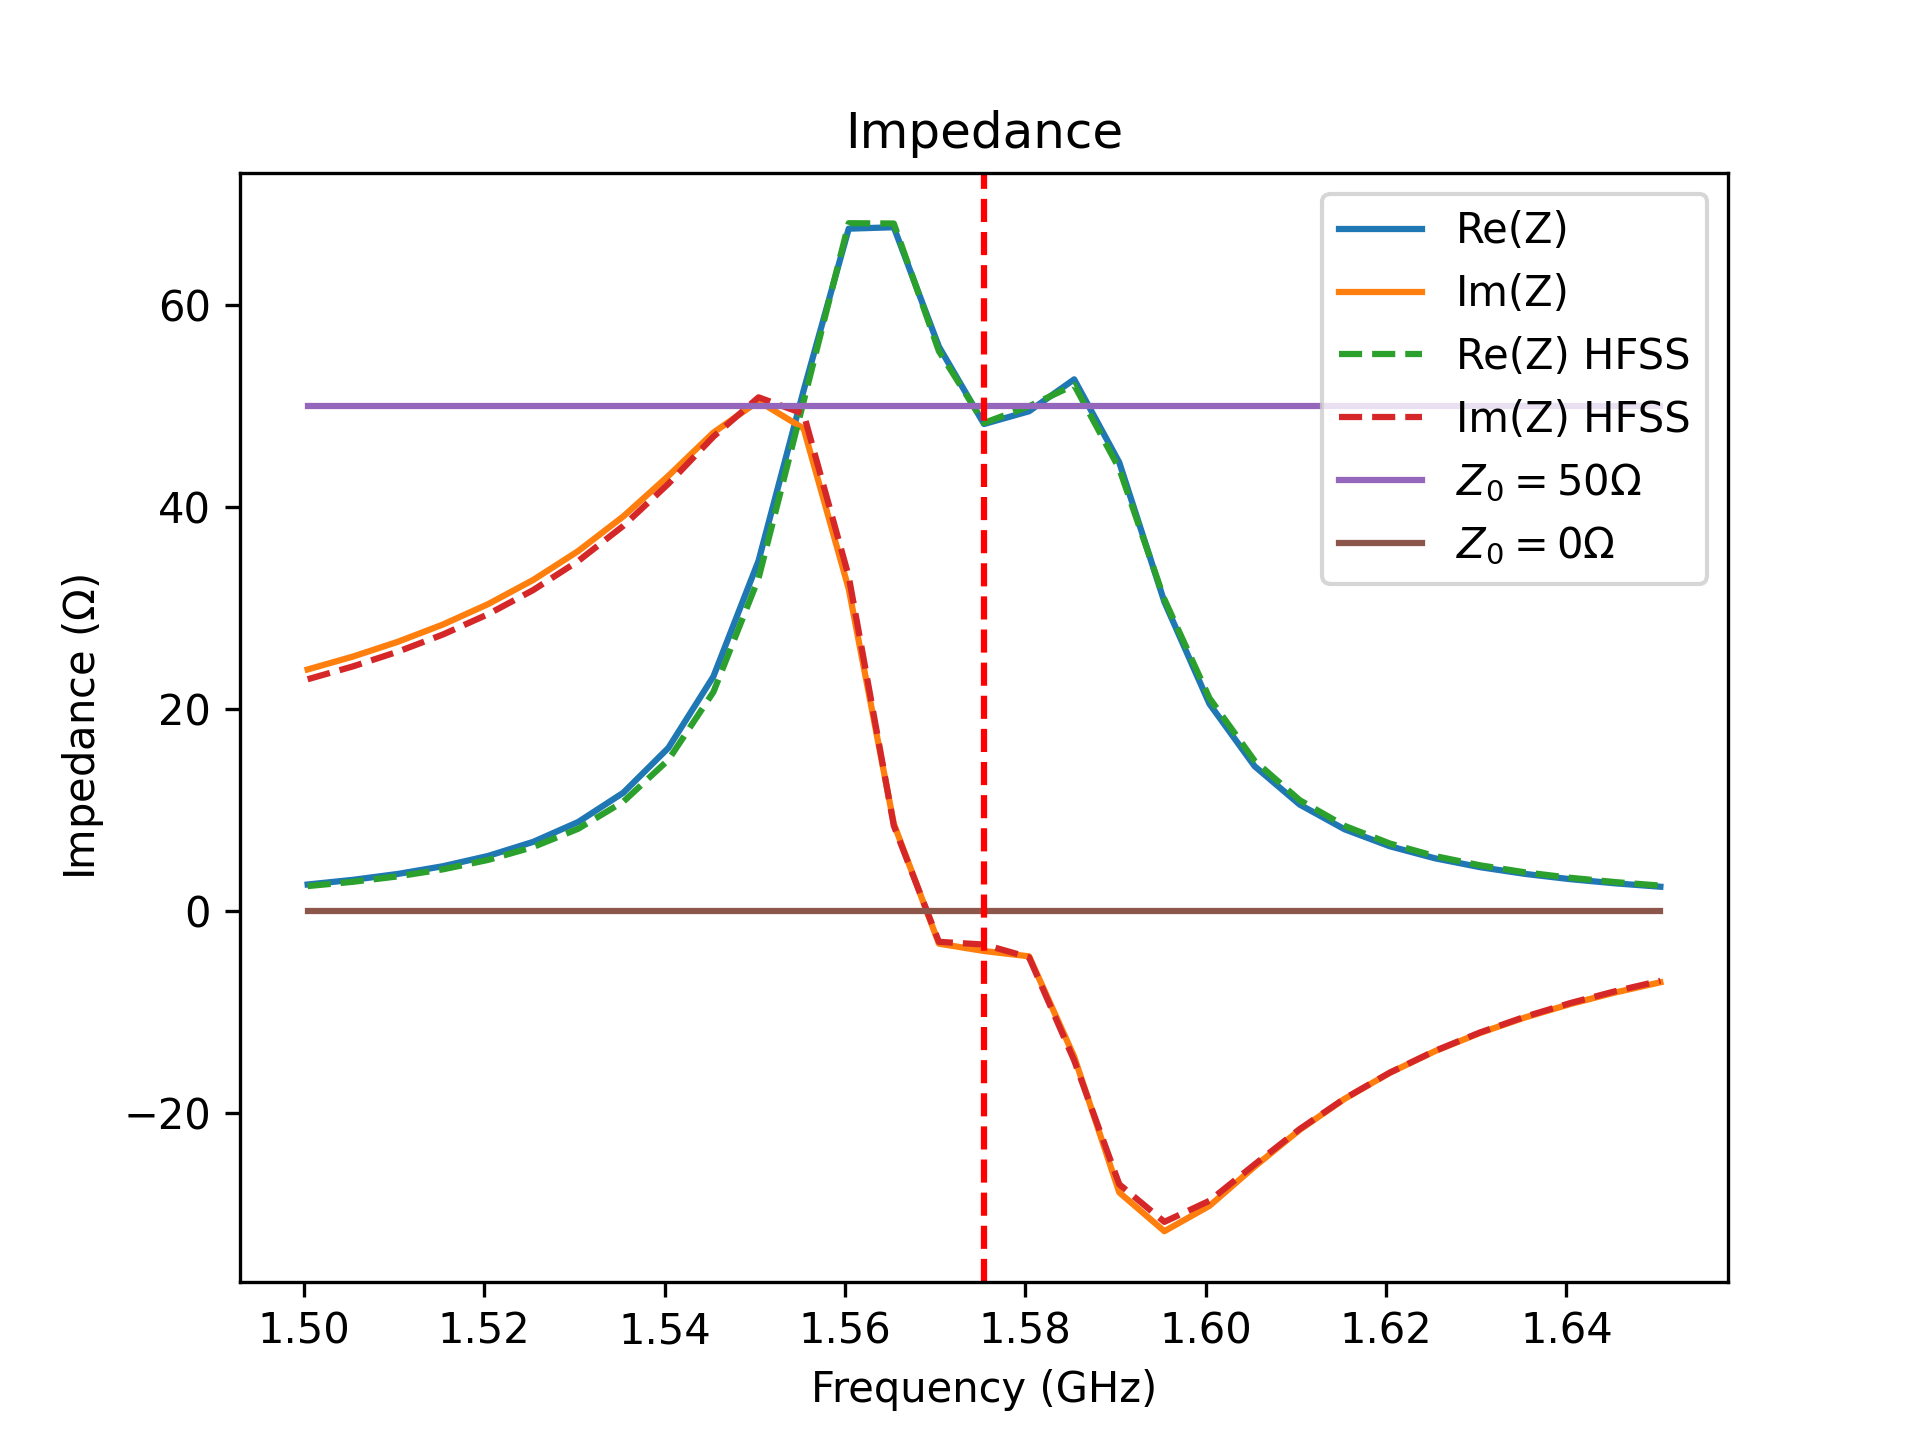 Impedance
Re(Z)
Im(Z)
Re(Z) HFSS
Im(Z) HFSS
Z₀ = 50Ω
Z₀ = 0Ω
Impedance (Ω)
60
40
20
0
−20
1.50 1.52 1.54 1.56 1.58 1.60 1.62 1.64
Frequency (GHz)